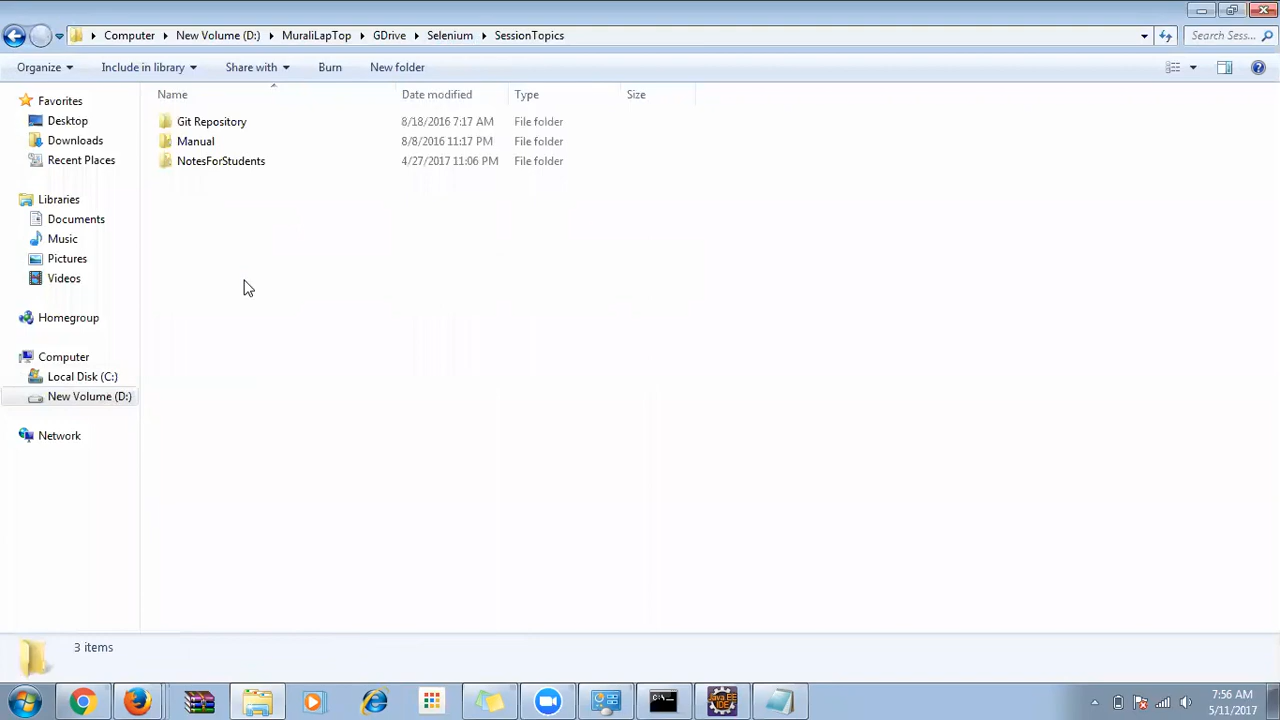 Computer New Volume (D:) MuraliLapTop GDrive Selenium SessionTopics Search Sess...
Organize Include in library Share with Burn New folder
Name Date modified Type Size
Favorites
Desktop
Downloads
Recent Places
Libraries
Documents
Music
Pictures
Videos
Homegroup
Computer
Local Disk (C:)
New Volume (D:)
Network
Git Repository 8/18/2016 7:17 AM File folder
Manual 8/8/2016 11:17 PM File folder
NotesForStudents 4/27/2017 11:06 PM File folder
3 items
C:\
Java EE
IDE
7:56 AM
5/11/2017